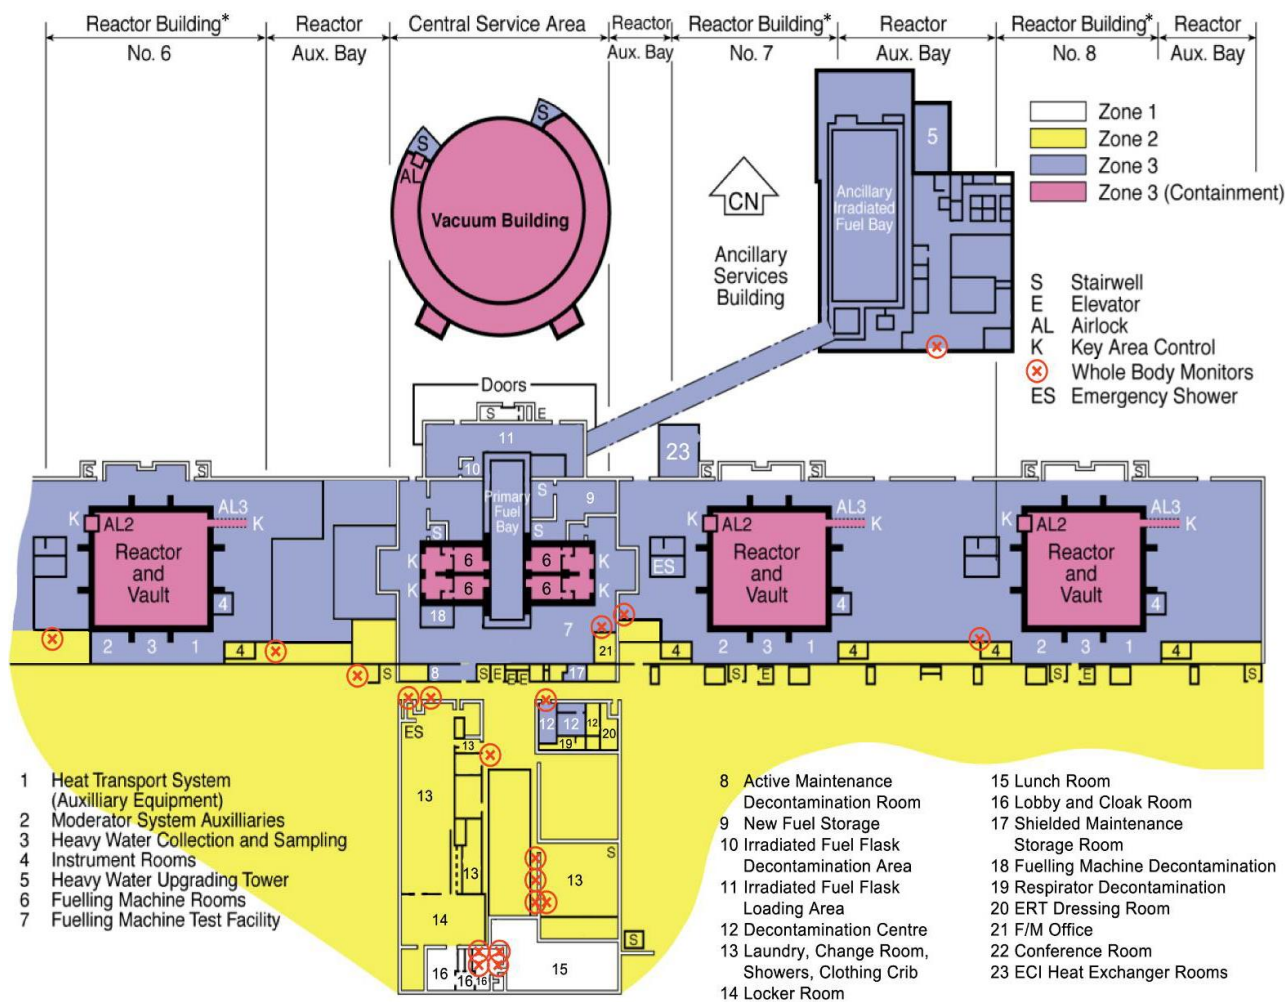 Reactor Building* Reactor Central Service Area Reactor Reactor Building* Reactor Reactor Building* Reactor
No. 6 Aux. Bay Aux. Bay No. 7 Aux. Bay No. 8 Aux. Bay
Zone 1
Zone 2
Zone 3
Zone 3 (Containment)
S
S
AL
Vacuum Building
CN
Ancillary
Services
Building
5
Ancillary
Irradiated
Fuel Bay
S Stairwell
E Elevator
AL Airlock
K Key Area Control
Whole Body Monitors
ES Emergency Shower
Doors
S E
11
10
Primary
Fuel
Bay
S
9
23
S S S S S S
K AL2 AL3 K
Reactor
and
Vault
4
2 3 1 4
S S
K 6 6 K
K 6 6 K
18
7
21
ES
K AL2 AL3 K
Reactor
and
Vault
4
4 2 3 1 4
K AL2 AL3 K
Reactor
and
Vault
4
4 2 3 1 4
S 8 S E E E 17 S E S E S
ES
13
13
13
12 12 12
19 20
S
13
14
S
16 16 16 15
1 Heat Transport System
(Auxilliary Equipment)
2 Moderator System Auxilliaries
3 Heavy Water Collection and Sampling
4 Instrument Rooms
5 Heavy Water Upgrading Tower
6 Fuelling Machine Rooms
7 Fuelling Machine Test Facility
8 Active Maintenance
Decontamination Room
9 New Fuel Storage
10 Irradiated Fuel Flask
Decontamination Area
11 Irradiated Fuel Flask
Loading Area
12 Decontamination Centre
13 Laundry, Change Room,
Showers, Clothing Crib
14 Locker Room
15 Lunch Room
16 Lobby and Cloak Room
17 Shielded Maintenance
Storage Room
18 Fuelling Machine Decontamination
19 Respirator Decontamination
20 ERT Dressing Room
21 F/M Office
22 Conference Room
23 ECI Heat Exchanger Rooms